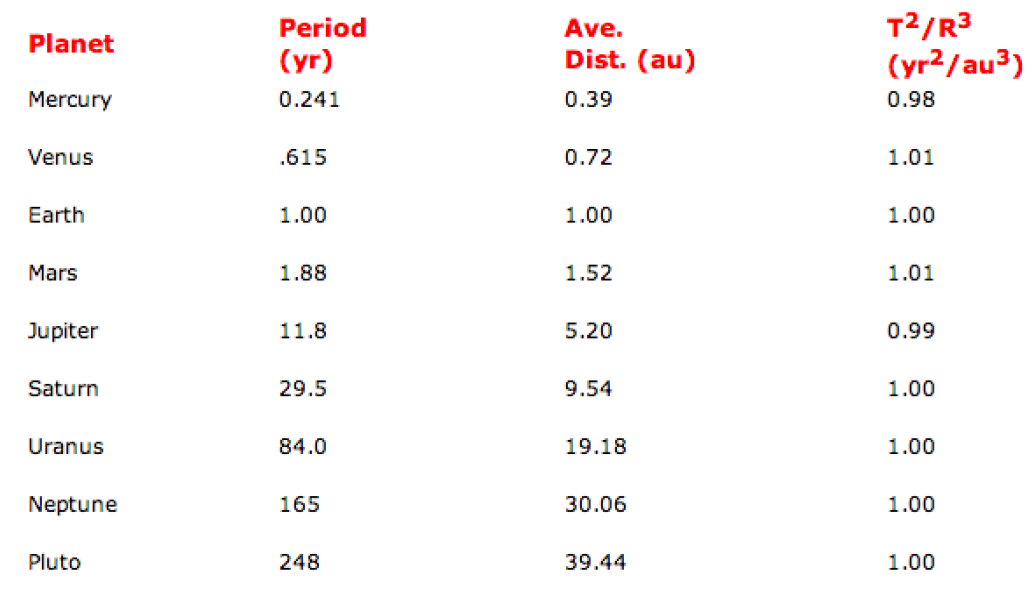 Planet Period (yr) Ave. Dist. (au) T²/R³ (yr²/au³)
Mercury 0.241 0.39 0.98
Venus .615 0.72 1.01
Earth 1.00 1.00 1.00
Mars 1.88 1.52 1.01
Jupiter 11.8 5.20 0.99
Saturn 29.5 9.54 1.00
Uranus 84.0 19.18 1.00
Neptune 165 30.06 1.00
Pluto 248 39.44 1.00